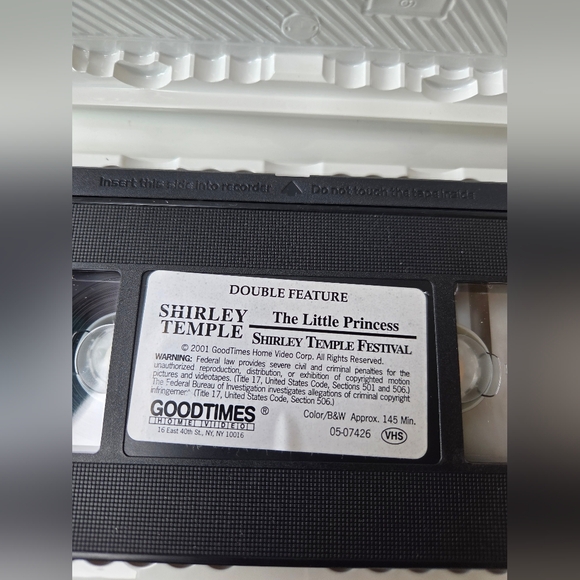 Insert this side into recorder Do not touch the tape inside
DOUBLE FEATURE
SHIRLEY TEMPLE
The Little Princess
SHIRLEY TEMPLE FESTIVAL
© 2001 GoodTimes Home Video Corp. All Rights Reserved.
WARNING: Federal law provides severe civil and criminal penalties for the
unauthorized reproduction, distribution, or exhibition of copyrighted motion
pictures and videotapes. (Title 17, United States Code, Sections 501 and 506.)
The Federal Bureau of Investigation investigates allegations of criminal copyright
infringement (Title 17, United States Code, Section 506.)
GOODTIMES®
HOME VIDEO
16 East 40th St., NY, NY 10016
Color/B&W Approx. 145 Min.
05-07426 VHS